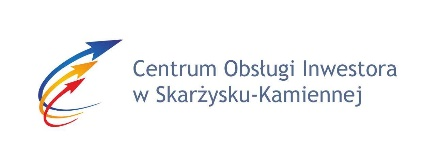 Centrum Obsługi Inwestora
w Skarżysku-Kamiennej